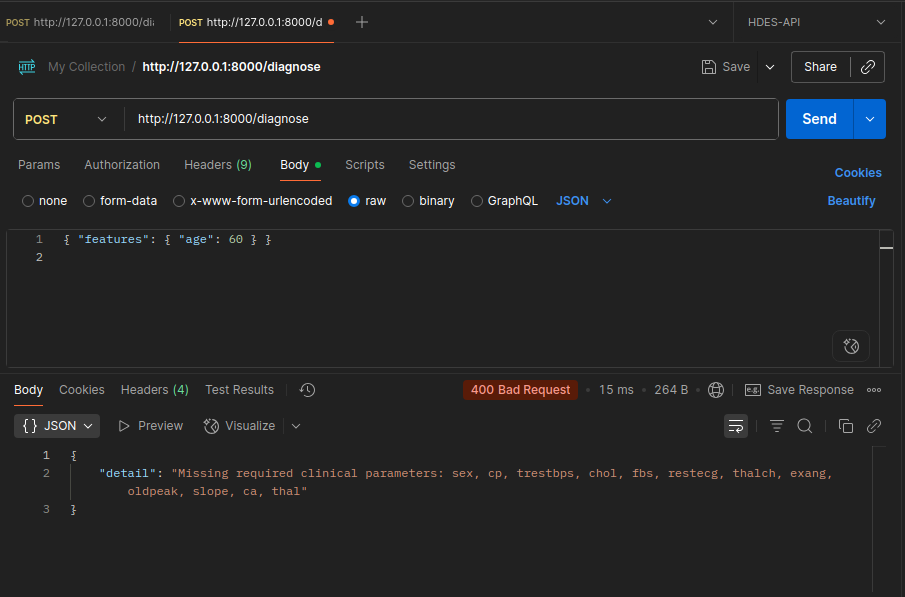 POST http://127.0.0.1:8000/dia
POST http://127.0.0.1:8000/d
HDES-API
HTTP My Collection / http://127.0.0.1:8000/diagnose
Save
Share
POST
http://127.0.0.1:8000/diagnose
Send
Params Authorization Headers (9) Body Scripts Settings
Cookies
none form-data x-www-form-urlencoded raw binary GraphQL JSON
Beautify
1 { "features": { "age": 60 } }
2
Body Cookies Headers (4) Test Results
400 Bad Request • 15 ms • 264 B
e.g. Save Response
{} JSON Preview Visualize
1 {
2 "detail": "Missing required clinical parameters: sex, cp, trestbps, chol, fbs, restecg, thalch, exang,
oldpeak, slope, ca, thal"
3 }